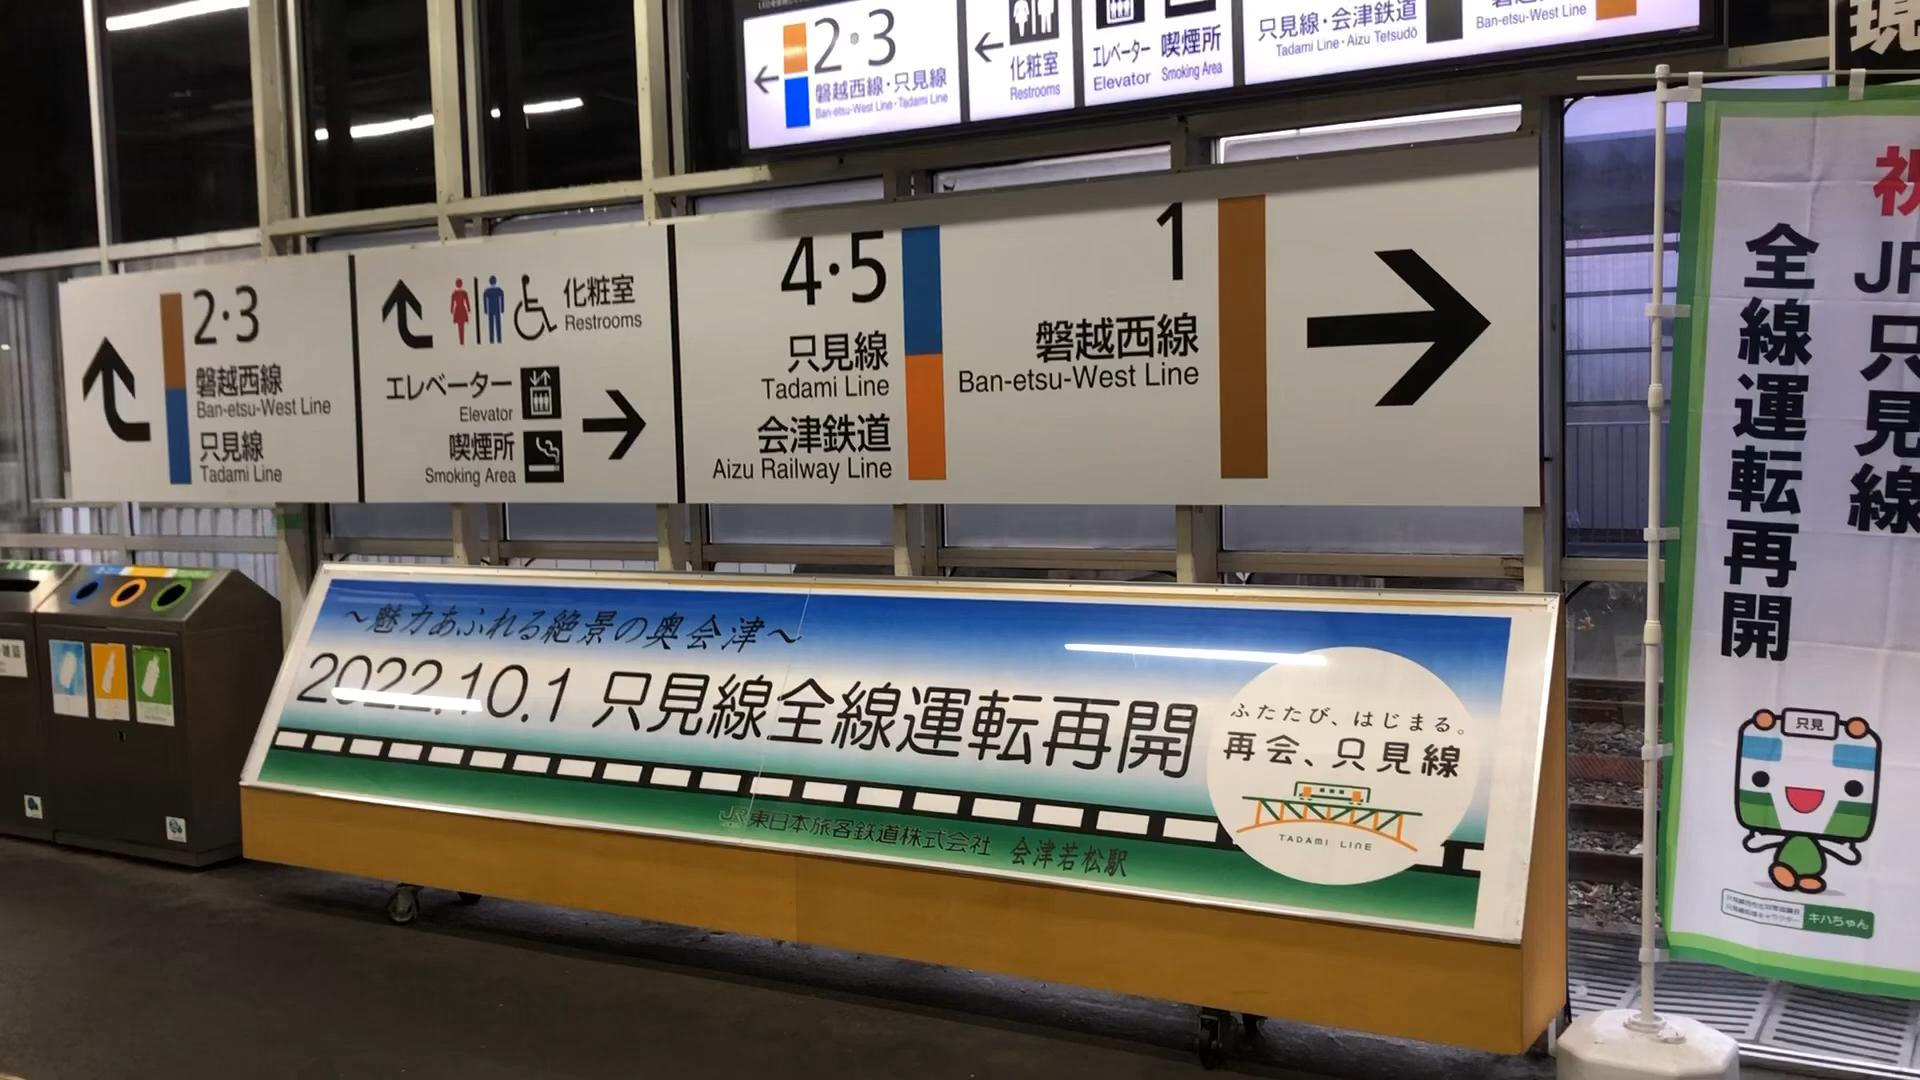 2・3
磐越西線・只見線
Ban-etsu-West Line・Tadami Line
化粧室
Restrooms
エレベーター
Elevator
喫煙所
Smoking Area
只見線・会津鉄道
Tadami Line・Aizu Tetsudō
Ban-etsu-West Line
2・3
磐越西線
Ban-etsu-West Line
只見線
Tadami Line
化粧室
Restrooms
エレベーター
Elevator
喫煙所
Smoking Area
4・5
只見線
Tadami Line
会津鉄道
Aizu Railway Line
1
磐越西線
Ban-etsu-West Line
～魅力あふれる絶景の奥会津～
2022.10.1 只見線全線運転再開
JR東日本旅客鉄道株式会社 会津若松駅
ふたたび、はじまる。
再会、只見線
TADAMI LINE
祝
JR只見線
全線運転再開
只見
キハちゃん